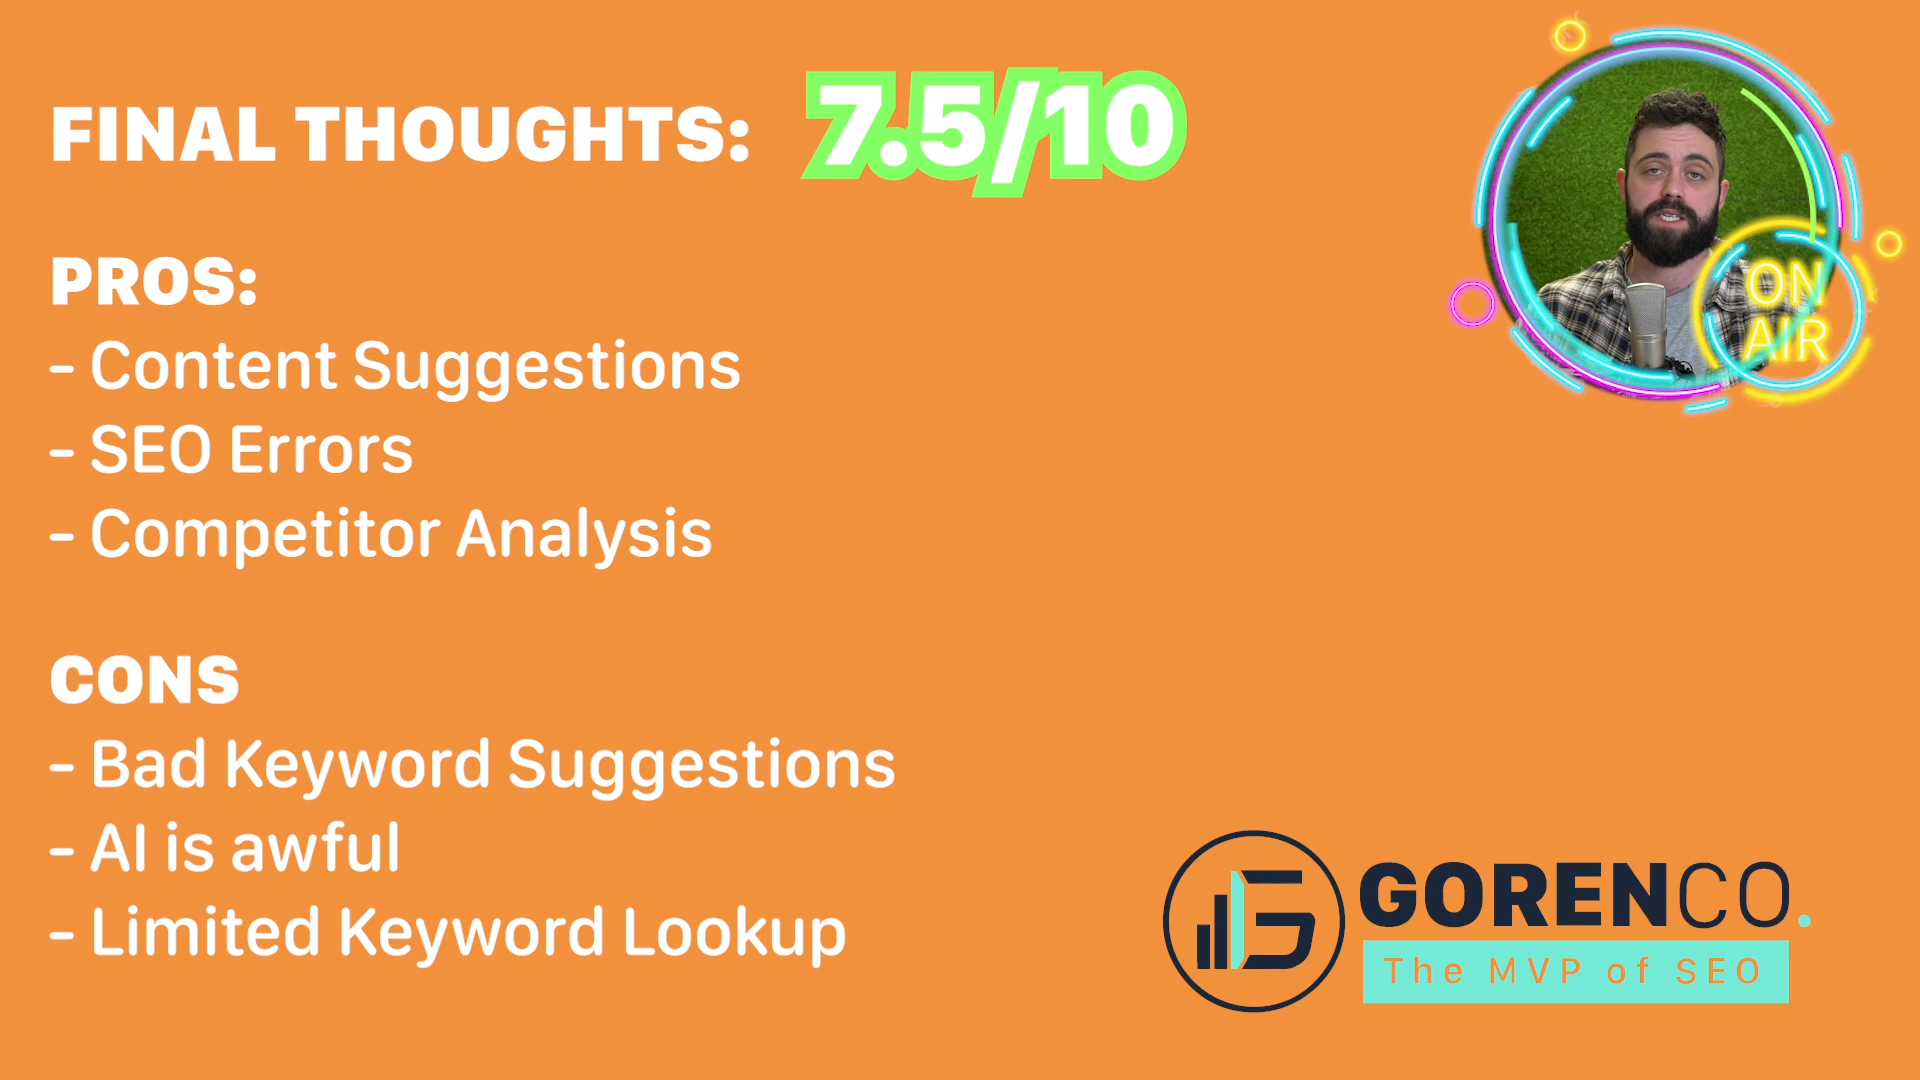 FINAL THOUGHTS: 7.5/10
PROS:
- Content Suggestions
- SEO Errors
- Competitor Analysis
CONS
- Bad Keyword Suggestions
- AI is awful
- Limited Keyword Lookup
ON
AIR
GORENCO.
The MVP of SEO